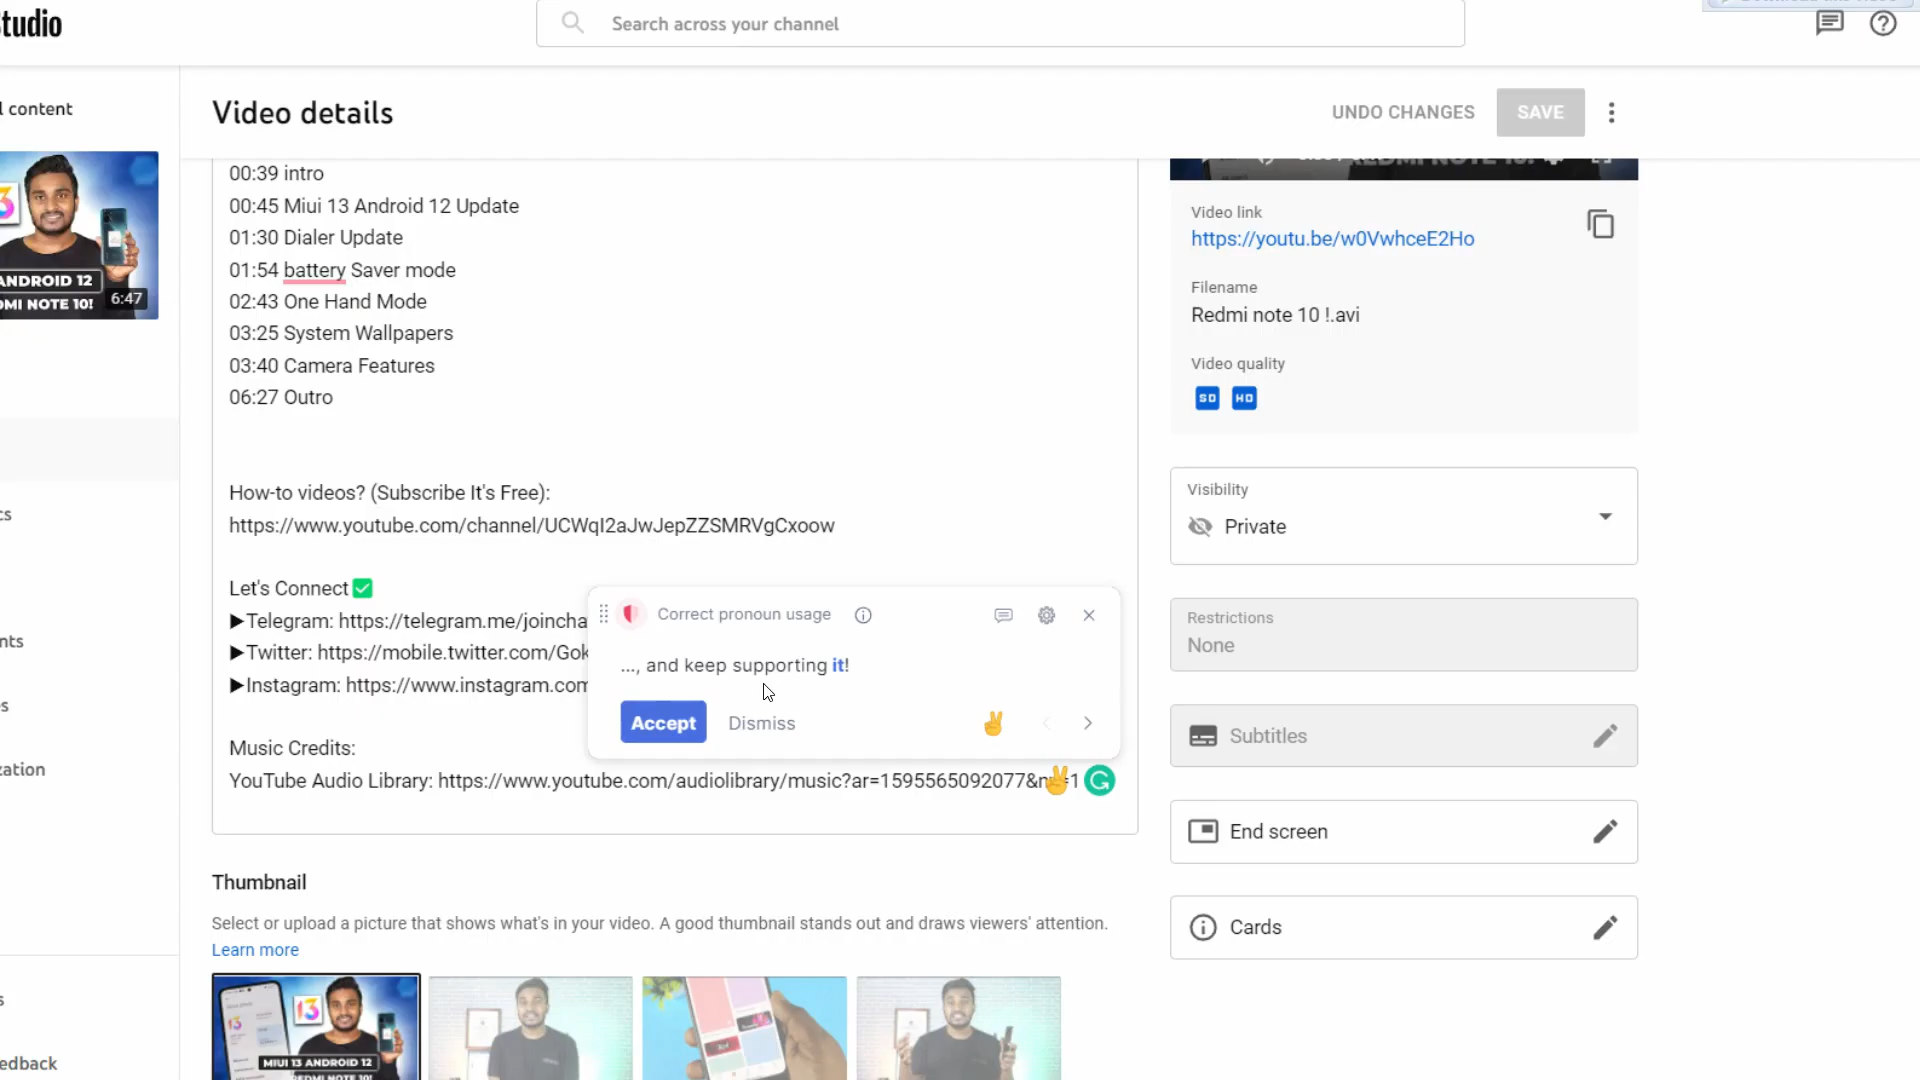 Studio
Search across your channel
l content
Video details
UNDO CHANGES
SAVE
ANDROID 12
DMI NOTE 10!
6:47
00:39 intro
00:45 Miui 13 Android 12 Update
01:30 Dialer Update
01:54 battery Saver mode
02:43 One Hand Mode
03:25 System Wallpapers
03:40 Camera Features
06:27 Outro
How-to videos? (Subscribe It's Free):
https://www.youtube.com/channel/UCWqI2aJwJepZZSMRVgCxoow
Let's Connect✅
▶Telegram: https://telegram.me/joincha
▶Twitter: https://mobile.twitter.com/Gok
▶Instagram: https://www.instagram.com
Music Credits:
YouTube Audio Library: https://www.youtube.com/audiolibrary/music?ar=1595565092077&n =1
Correct pronoun usage
..., and keep supporting it!
Accept
Dismiss
Video link
https://youtu.be/w0VwhceE2Ho
Filename
Redmi note 10 !.avi
Video quality
SD HD
Visibility
Private
Restrictions
None
Subtitles
End screen
Cards
cs
nts
s
zation
s
edback
Thumbnail
Select or upload a picture that shows what's in your video. A good thumbnail stands out and draws viewers' attention.
Learn more
13
MIUI 13 ANDROID 12
REDMI NOTE 10!